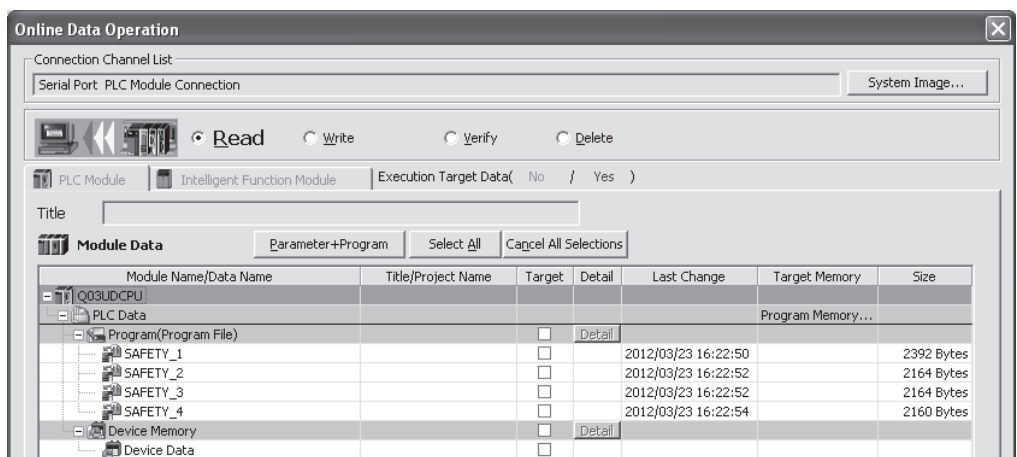 Online Data Operation
Connection Channel List
Serial Port PLC Module Connection
System Image...
Read Write Verify Delete
PLC Module Intelligent Function Module Execution Target Data( No / Yes )
Title
Module Data Parameter+Program Select All Cancel All Selections
Module Name/Data Name Title/Project Name Target Detail Last Change Target Memory Size
Q03UDCPU
PLC Data Program Memory...
Program(Program File) Detail
SAFETY_1 2012/03/23 16:22:50 2392 Bytes
SAFETY_2 2012/03/23 16:22:52 2164 Bytes
SAFETY_3 2012/03/23 16:22:52 2164 Bytes
SAFETY_4 2012/03/23 16:22:54 2160 Bytes
Device Memory Detail
Device Data